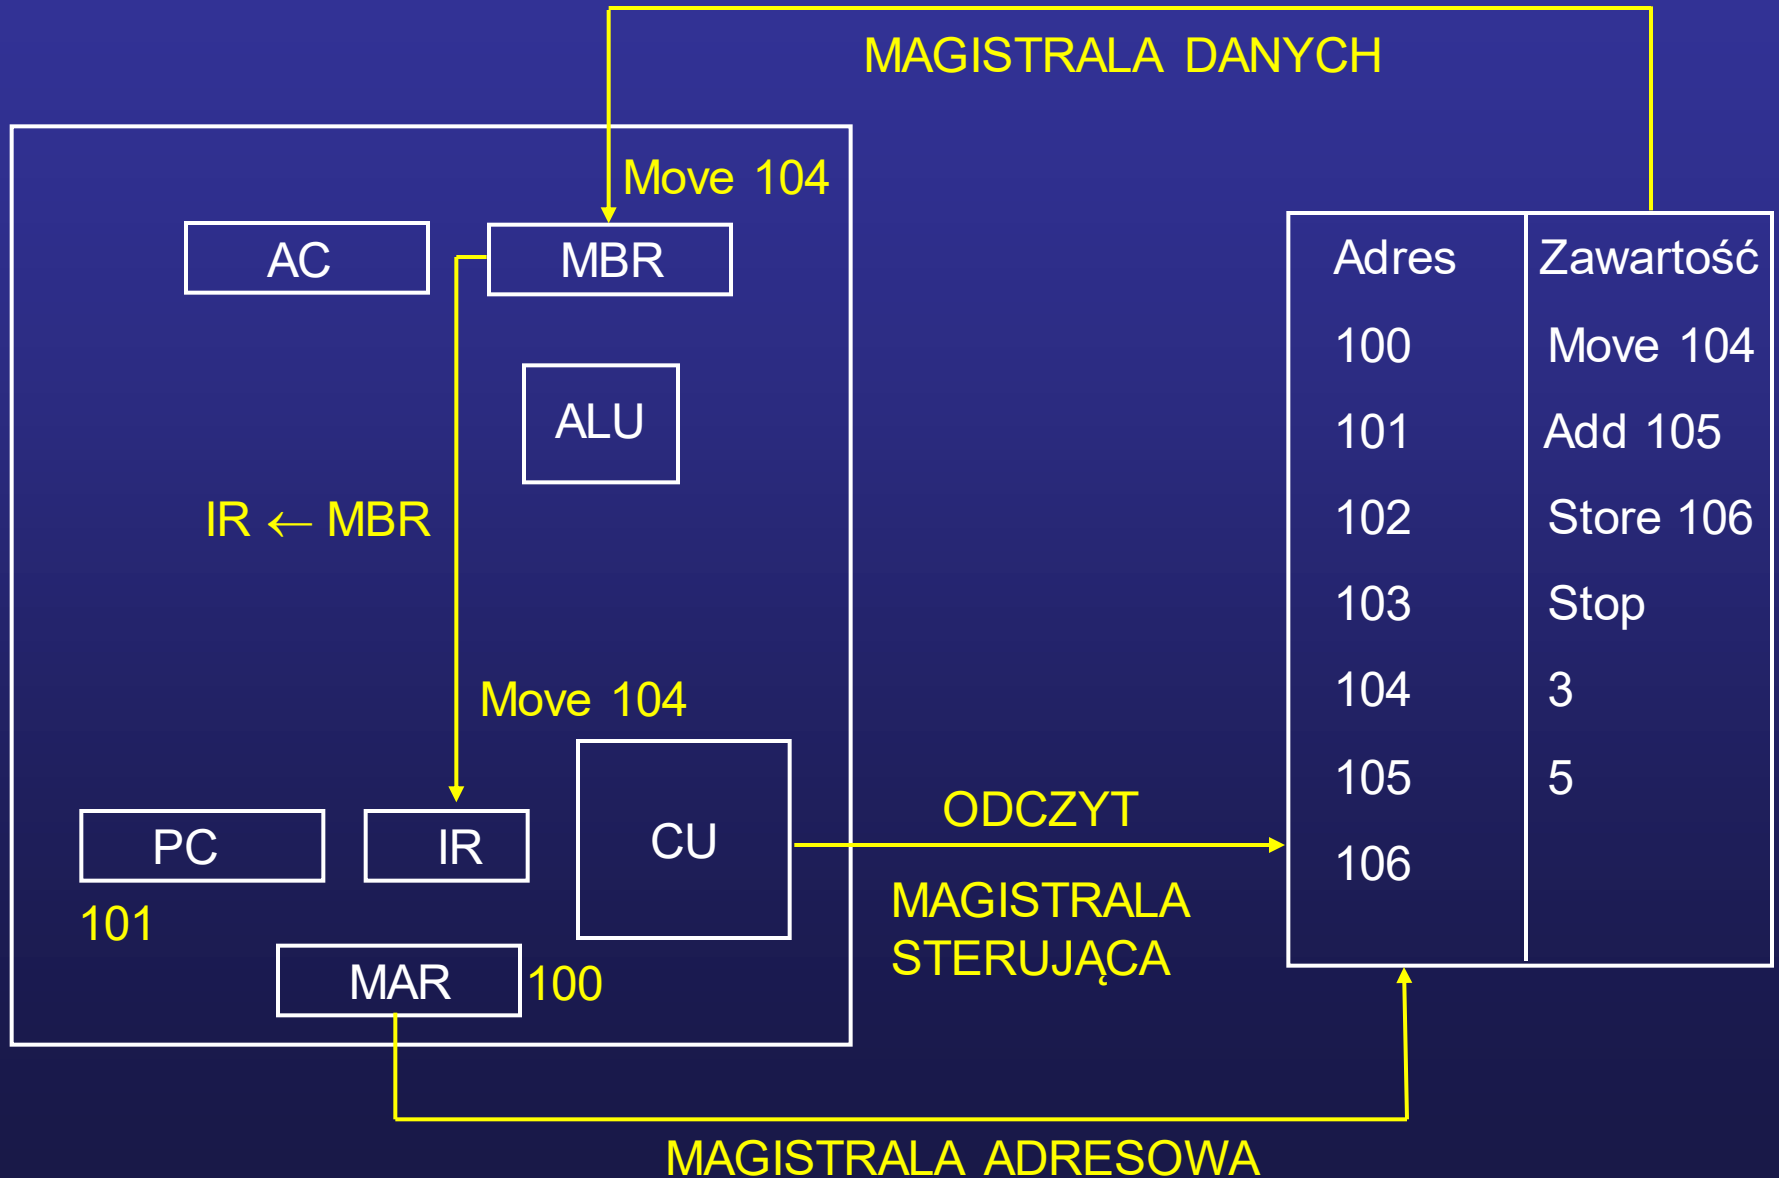 MAGISTRALA DANYCH
Move 104
AC
MBR
ALU
IR ← MBR
Move 104
PC
IR
CU
101
MAR
100
ODCZYT
MAGISTRALA
STERUJĄCA
MAGISTRALA ADRESOWA
Adres Zawartość
100 Move 104
101 Add 105
102 Store 106
103 Stop
104 3
105 5
106